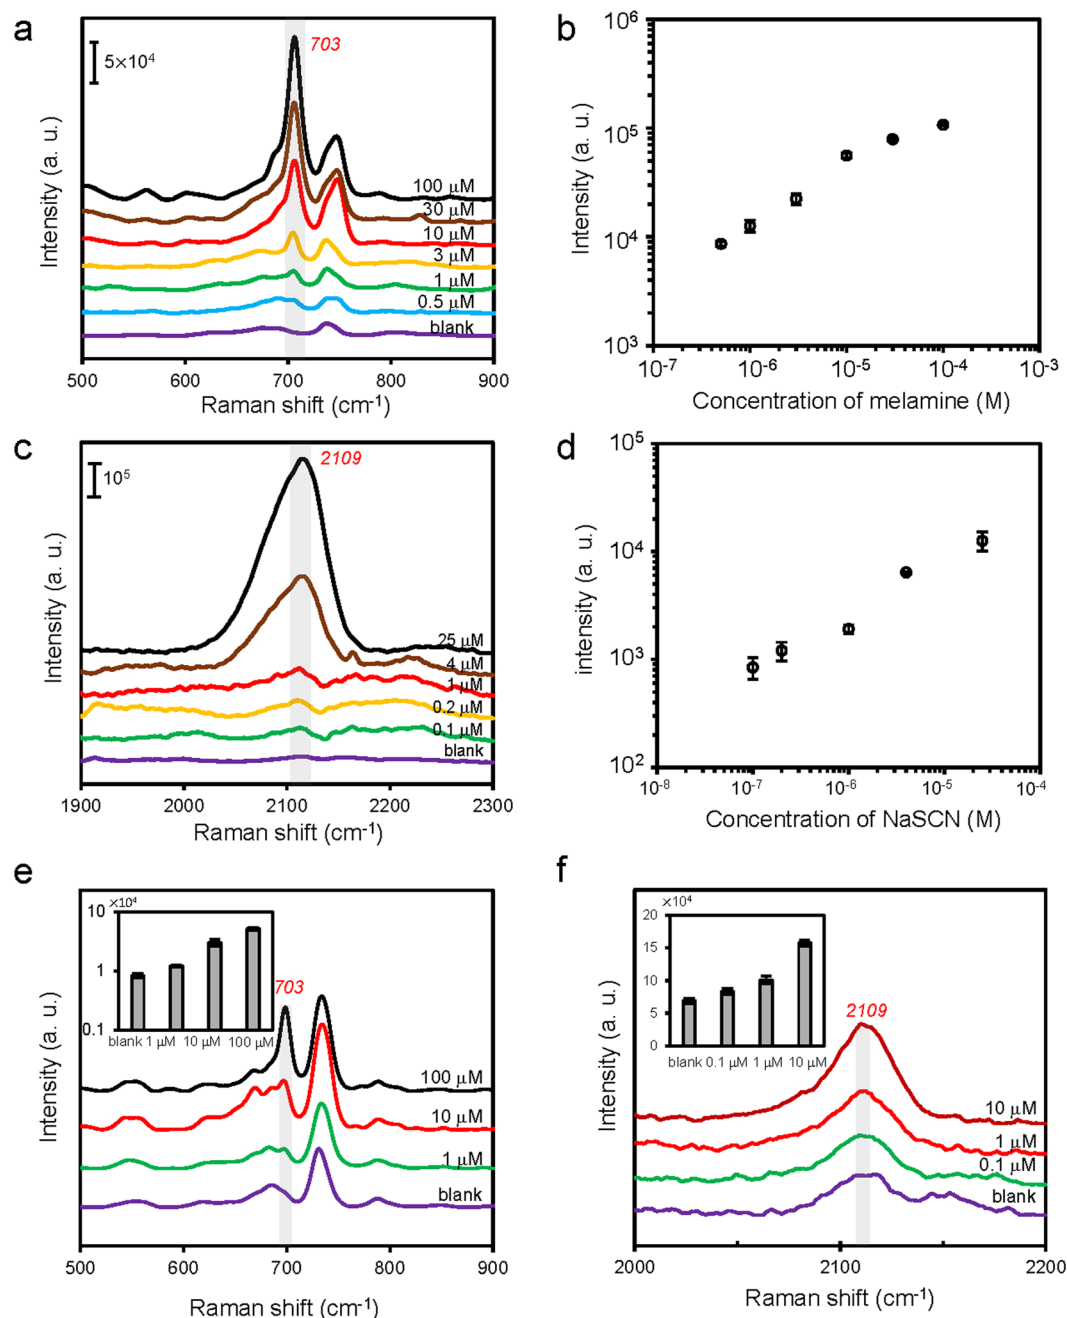 a
703
5×10⁴
100 μM
30 μM
10 μM
3 μM
1 μM
0.5 μM
blank
Intensity (a. u.)
500 600 700 800 900
Raman shift (cm⁻¹)
b
10⁶
10⁵
10⁴
10³
Intensity (a. u.)
10⁻⁷ 10⁻⁶ 10⁻⁵ 10⁻⁴ 10⁻³
Concentration of melamine (M)
c
2109
10⁵
25 μM
4 μM
1 μM
0.2 μM
0.1 μM
blank
Intensity (a. u.)
1900 2000 2100 2200 2300
Raman shift (cm⁻¹)
d
10⁵
10⁴
10³
10²
intensity (a. u.)
10⁻⁸ 10⁻⁷ 10⁻⁶ 10⁻⁵ 10⁻⁴
Concentration of NaSCN (M)
e
×10⁴
10
1
0.1
blank 1 μM 10 μM 100 μM
703
100 μM
10 μM
1 μM
blank
Intensity (a. u.)
500 600 700 800 900
Raman shift (cm⁻¹)
f
×10⁴
20
15
10
5
0
blank 0.1 μM 1 μM 10 μM
2109
10 μM
1 μM
0.1 μM
blank
Intensity (a. u.)
2000 2100 2200
Raman shift (cm⁻¹)